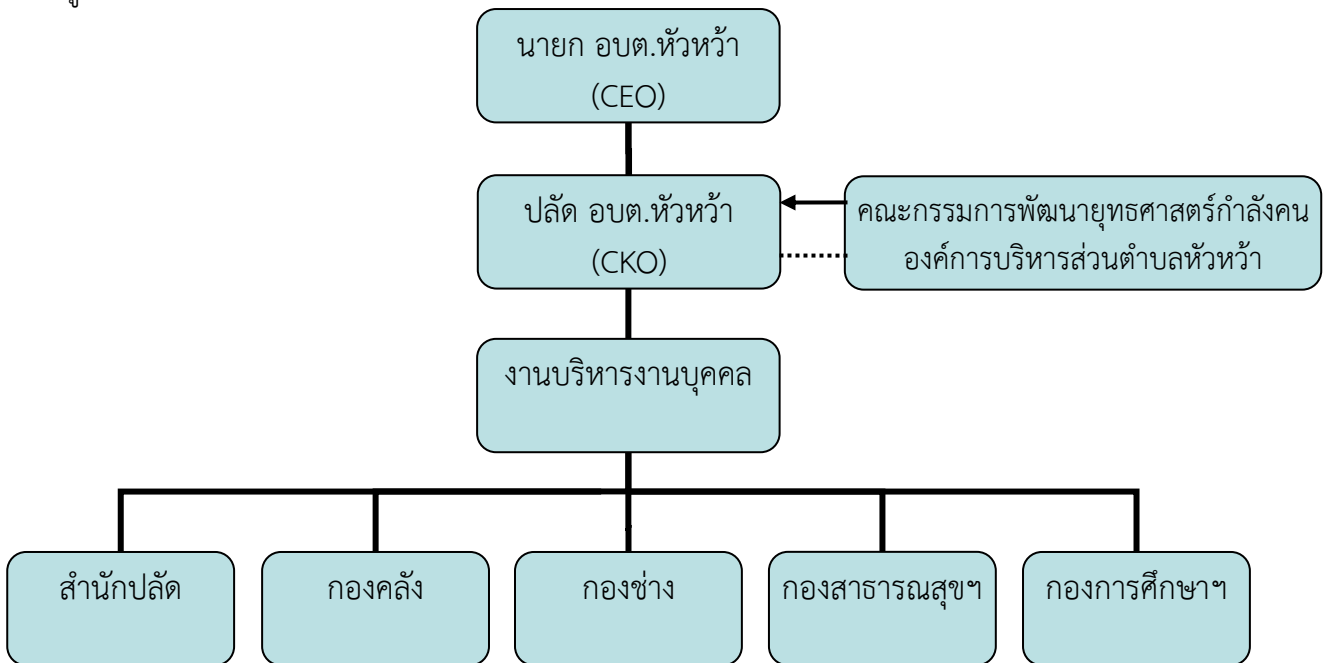 นายก อบต.หัวหว้า
(CEO)
ปลัด อบต.หัวหว้า
(CKO)
คณะกรรมการพัฒนายุทธศาสตร์กำลังคน
องค์การบริหารส่วนตำบลหัวหว้า
งานบริหารงานบุคคล
สำนักปลัด
กองคลัง
กองช่าง
กองสาธารณสุขฯ
กองการศึกษาฯ